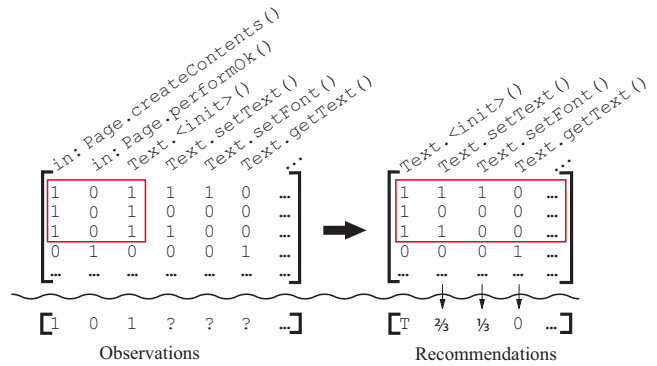 in: Page.createContents()
in: Page.performOk()
Text.<init>()
Text.setText()
Text.setFont()
Text.getText()
...
Text.<init>()
Text.setText()
Text.setFont()
Text.getText()
...
1 0 1 1 1 0 ... 1 1 1 0 ...
1 0 1 0 0 0 ... 1 0 0 0 ...
1 0 1 1 0 0 ... 1 1 0 0 ...
0 1 0 0 0 1 ... 0 0 0 1 ...
... ... ... ... ... ... ... ... ... ... ... ...
1 0 1 ? ? ? ... T ⅔ ⅓ 0 ...
Observations Recommendations